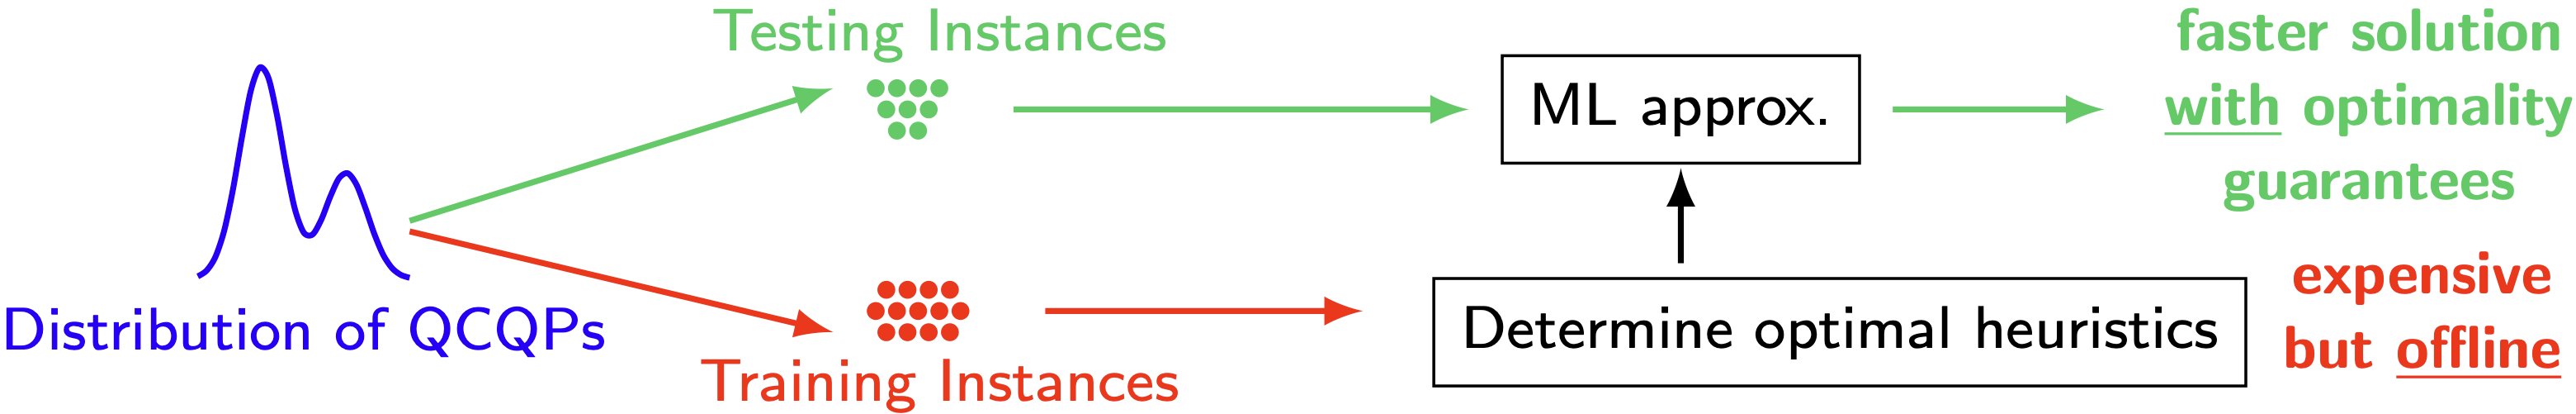 Testing Instances
faster solution
with optimality
guarantees
ML approx.
Distribution of QCQPs
Training Instances
Determine optimal heuristics
expensive
but offline